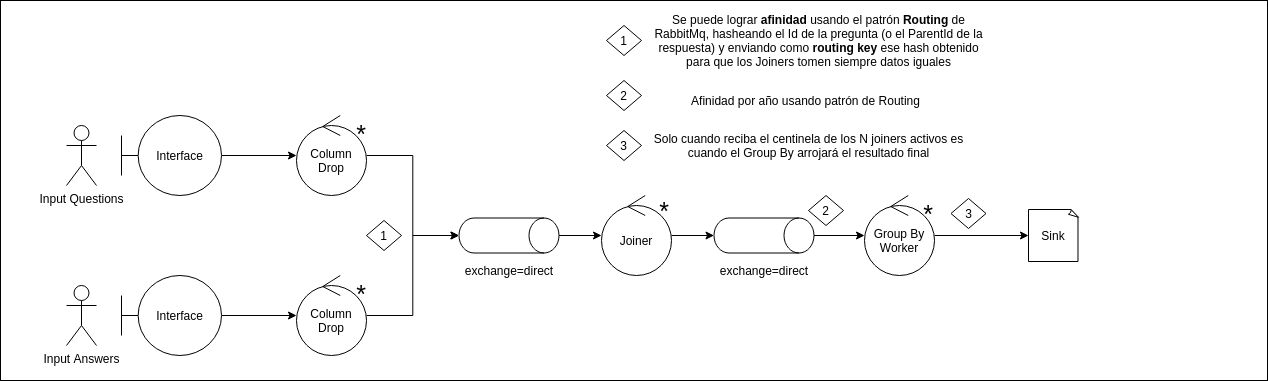 1
Se puede lograr afinidad usando el patrón Routing de
RabbitMq, hasheando el Id de la pregunta (o el ParentId de la
respuesta) y enviando como routing key ese hash obtenido
para que los Joiners tomen siempre datos iguales
2
Afinidad por año usando patrón de Routing
3
Solo cuando reciba el centinela de los N joiners activos es
cuando el Group By arrojará el resultado final
Input Questions
Interface
Column
Drop
*
1
exchange=direct
Joiner
*
exchange=direct
2
Group By
Worker
*
3
Sink
Input Answers
Interface
Column
Drop
*